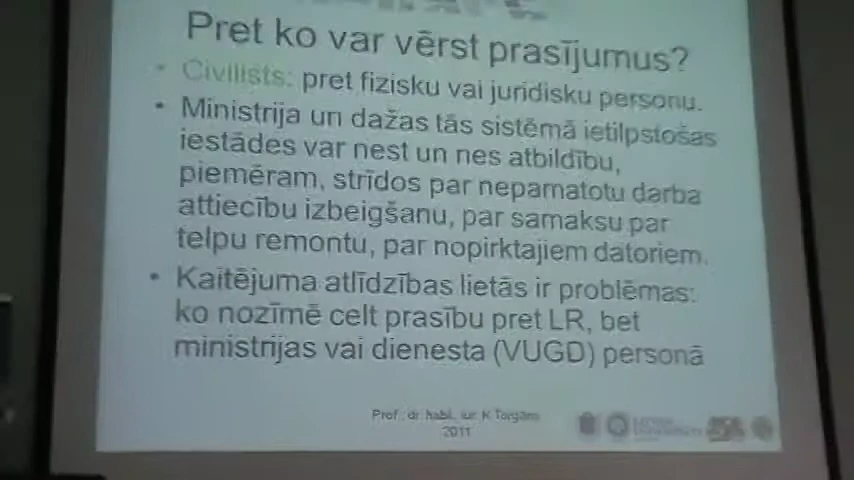 Pret ko var vērst prasījumus?
• Civilists: pret fizisku vai juridisku personu.
• Ministrija un dažas tās sistēmā ietilpstošas
iestādes var nest un nes atbildību,
piemēram, strīdos par nepamatotu darba
attiecību izbeigšanu, par samaksu par
telpu remontu, par nopirktajiem datoriem.
• Kaitējuma atlīdzības lietās ir problēmas:
ko nozīmē celt prasību pret LR, bet
ministrijas vai dienesta (VUGD) personā
Prof. dr. habil. iur. K Torgāns
2011